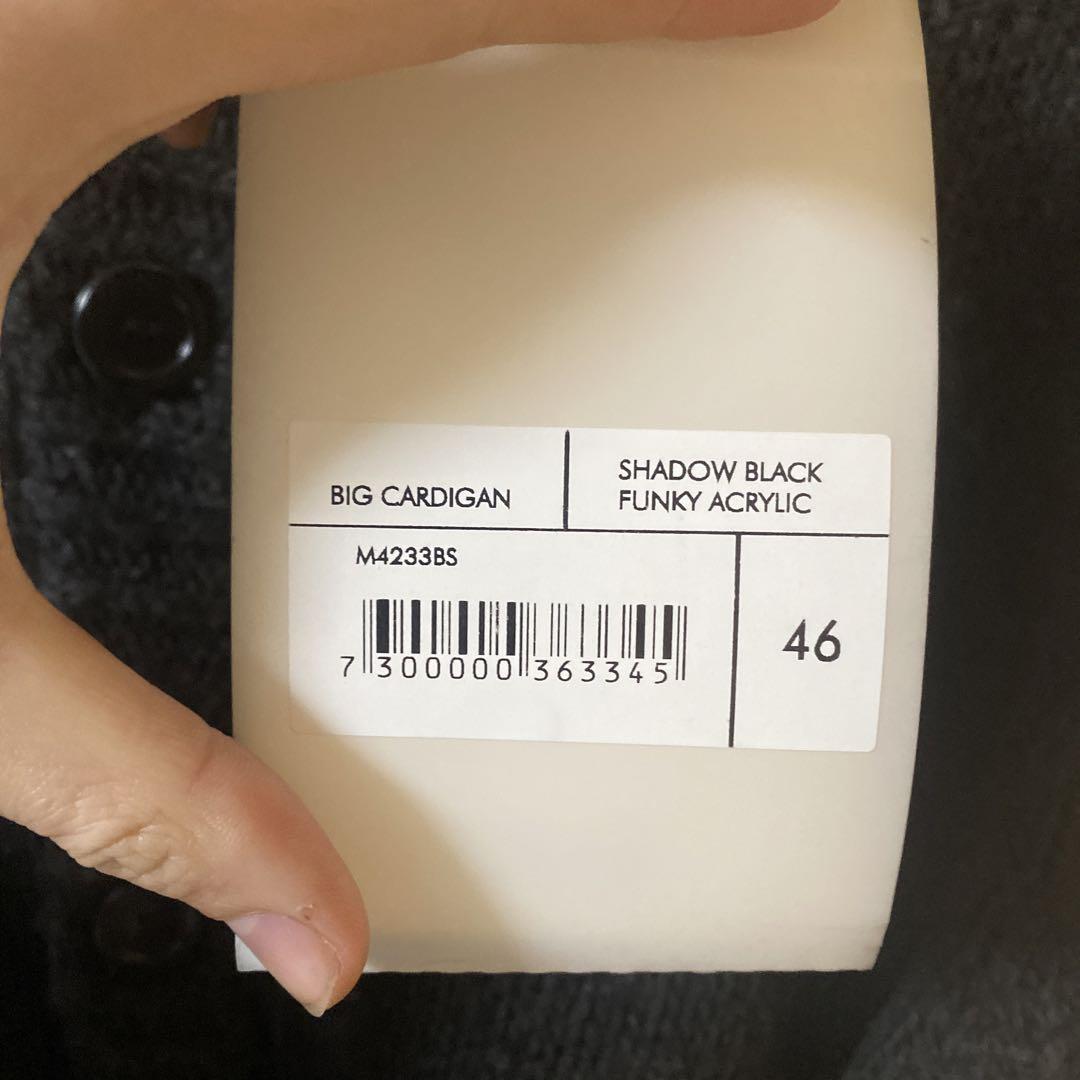 BIG CARDIGAN
SHADOW BLACK
FUNKY ACRYLIC
M4233BS
7 300000 363345
46